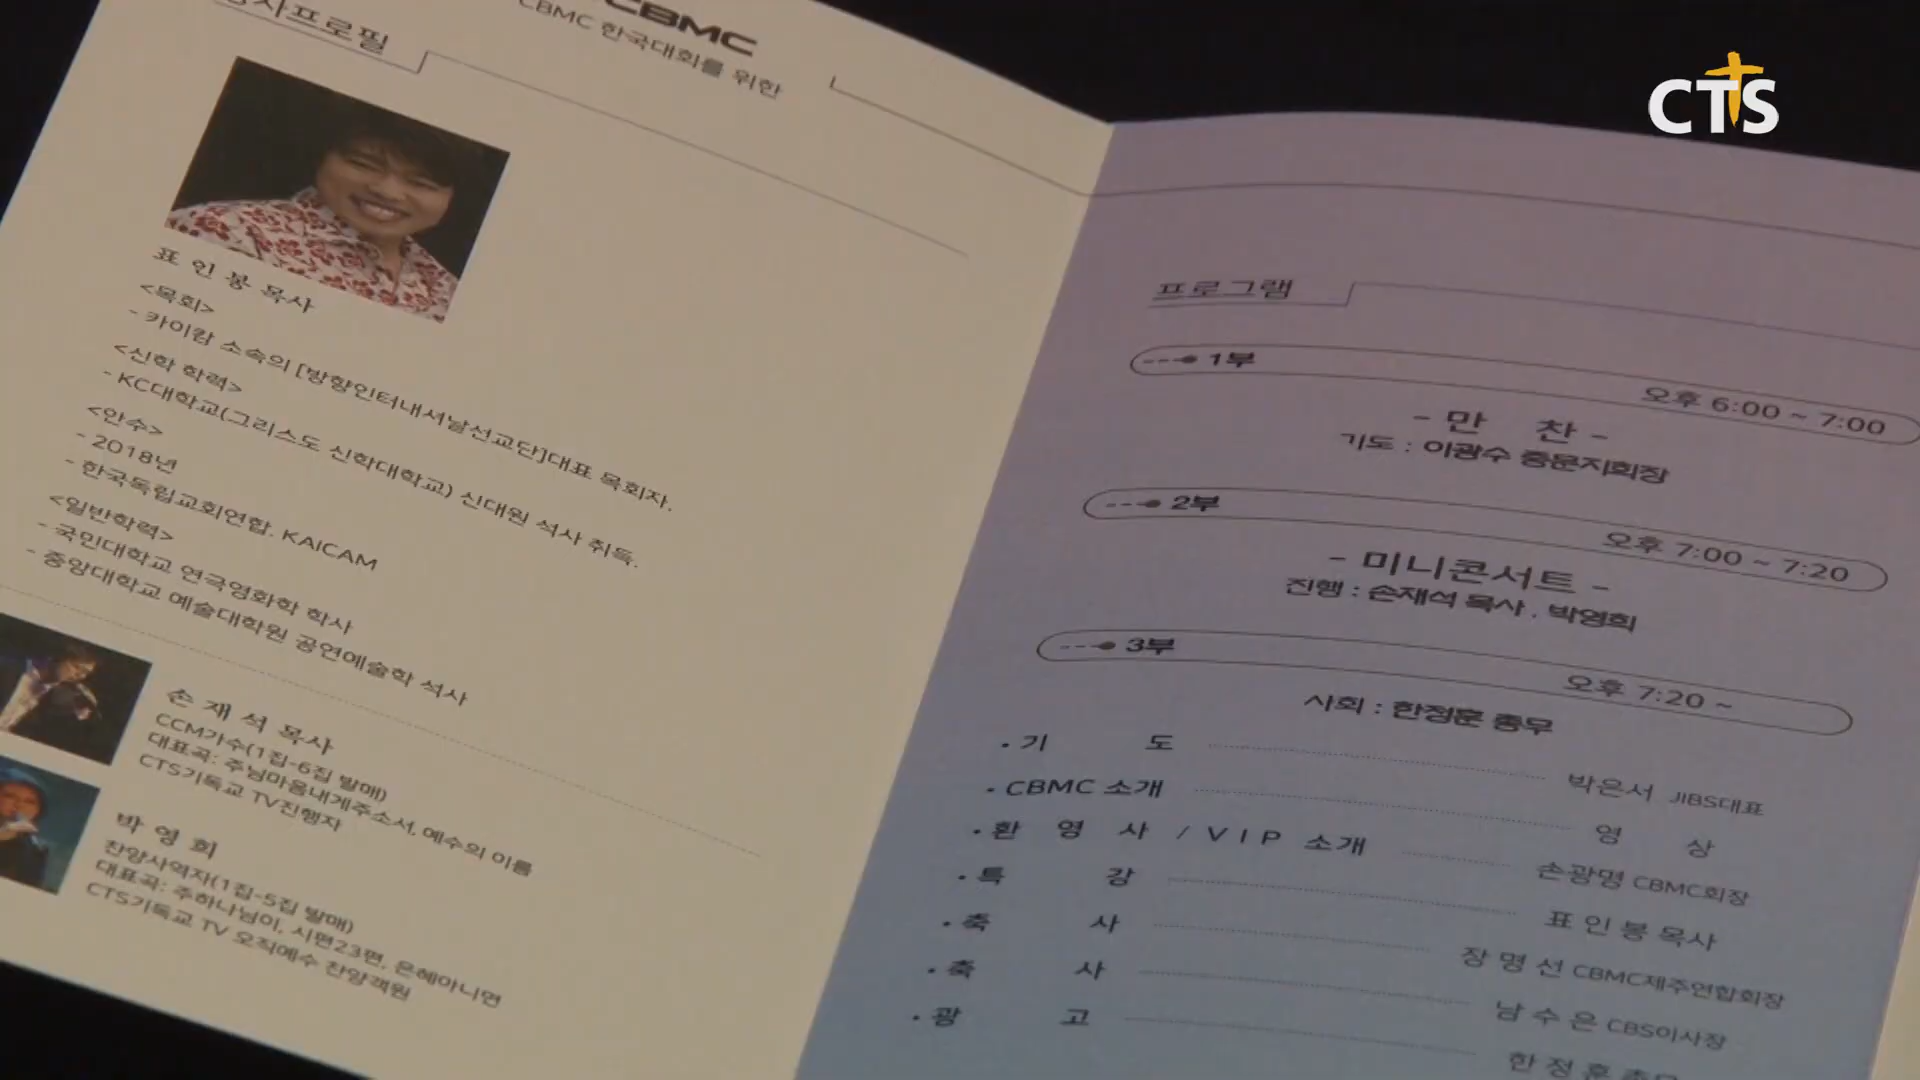 CBMC
CBMC 한국대회를 위한
강사프로필
표 인 봉 목사
<목회>
- 카이캄 소속의 [방향인터내셔날선교단]대표 목회자.
<신학 학력>
- KC대학교(그리스도 신학대학교) 신대원 석사 취득.
<안수>
- 2018년
- 한국독립교회연합. KAICAM
<일반학력>
- 국민대학교 연극영화학 학사
- 중앙대학교 예술대학원 공연예술학 석사
손 재 석 목사
CCM가수(1집-6집 발매)
대표곡: 주님마음내게주소서, 예수의 이름
CTS기독교 TV진행자
박 영 희
찬양사역자(1집-5집 발매)
대표곡: 주하나님이, 시편23편, 은혜아니면
CTS기독교 TV 오직예수 찬양객원
CTS
프로그램
1부
오후 6:00 ~ 7:00
- 만 찬 -
기도 : 이광수 중문지회장
2부
오후 7:00 ~ 7:20
- 미니콘서트 -
진행 : 손재석 목사 . 박영희
3부
오후 7:20 ~
사회 : 한정훈 총무
· 기 도 박은서 JIBS대표
· CBMC 소개 영 상
· 환 영 사 / V I P 소개 손광명 CBMC회장
· 특 강 표 인 봉 목사
· 축 사 장 명 선 CBMC제주연합회장
· 축 사 남 수 은 CBS이사장
· 광 고 한 정 훈 총무